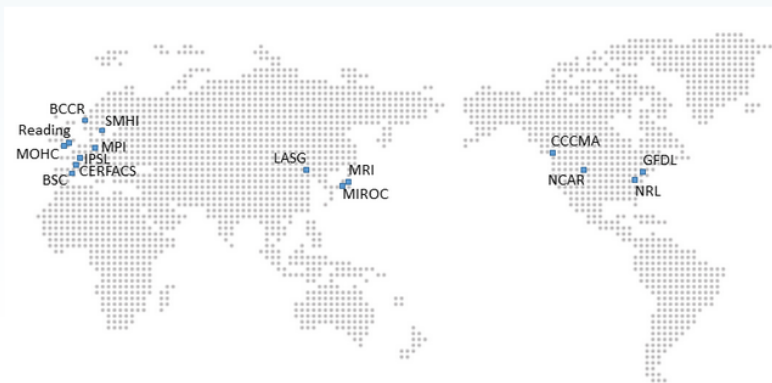 BCCR
SMHI
Reading
MOHC
MPI
IPSL
CERFACS
BSC
LASG
MRI
MIROC
CCCMA
NCAR
GFDL
NRL